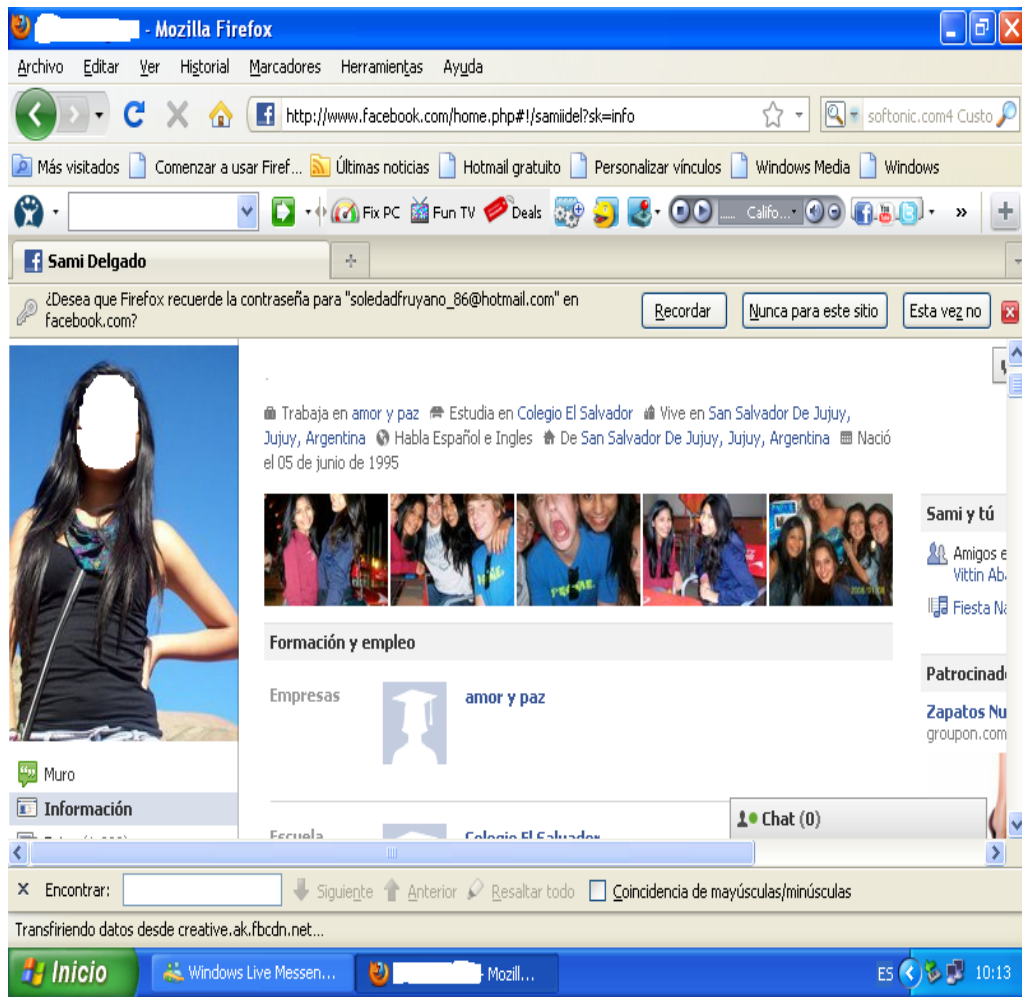 - Mozilla Firefox
Archivo Editar Ver Historial Marcadores Herramientas Ayuda
http://www.facebook.com/home.php#!/samiidel?sk=info
softonic.com4 Custo
Más visitados Comenzar a usar Firef... Últimas noticias Hotmail gratuito Personalizar vínculos Windows Media Windows
Fix PC Fun TV Deals ..... Califo... »
Sami Delgado
¿Desea que Firefox recuerde la contraseña para "soledadfruyano_86@hotmail.com" en
facebook.com?
Recordar Nunca para este sitio Esta vez no
Trabaja en amor y paz Estudia en Colegio El Salvador Vive en San Salvador De Jujuy,
Jujuy, Argentina Habla Español e Ingles De San Salvador De Jujuy, Jujuy, Argentina Nació
el 05 de junio de 1995
Sami y tú
Amigos e
Vittin Ab
Fiesta Na
Formación y empleo
Empresas amor y paz
Patrocinad
Zapatos Nu
groupon.com
Muro
Información
Escuela Colegio El Salvador
Chat (0)
Encontrar: Siguiente Anterior Resaltar todo Coincidencia de mayúsculas/minúsculas
Transfiriendo datos desde creative.ak.fbcdn.net...
Inicio Windows Live Messen... - Mozill... ES 10:13